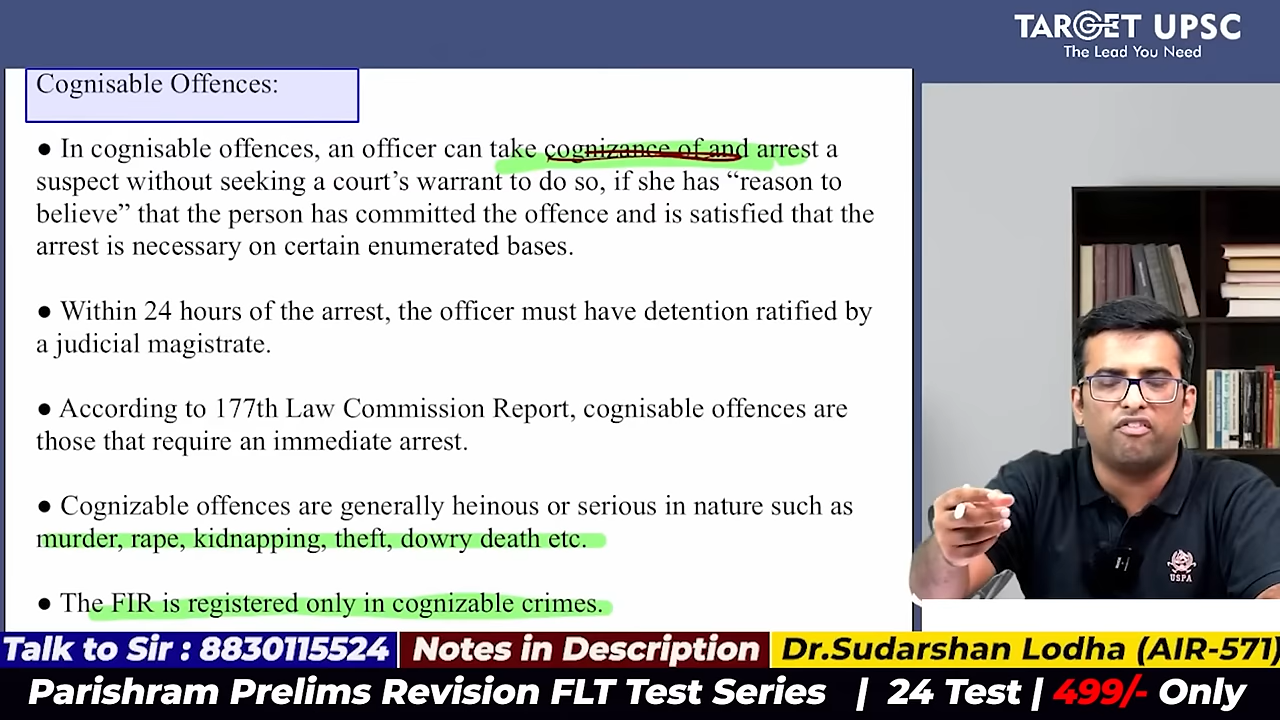 TARGET UPSC
The Lead You Need
Cognisable Offences:
● In cognisable offences, an officer can take cognizance of and arrest a
suspect without seeking a court’s warrant to do so, if she has “reason to
believe” that the person has committed the offence and is satisfied that the
arrest is necessary on certain enumerated bases.
● Within 24 hours of the arrest, the officer must have detention ratified by
a judicial magistrate.
● According to 177th Law Commission Report, cognisable offences are
those that require an immediate arrest.
● Cognizable offences are generally heinous or serious in nature such as
murder, rape, kidnapping, theft, dowry death etc.
● The FIR is registered only in cognizable crimes.
USPA
Talk to Sir : 8830115524 Notes in Description Dr.Sudarshan Lodha (AIR-571)
Parishram Prelims Revision FLT Test Series | 24 Test | 499/- Only